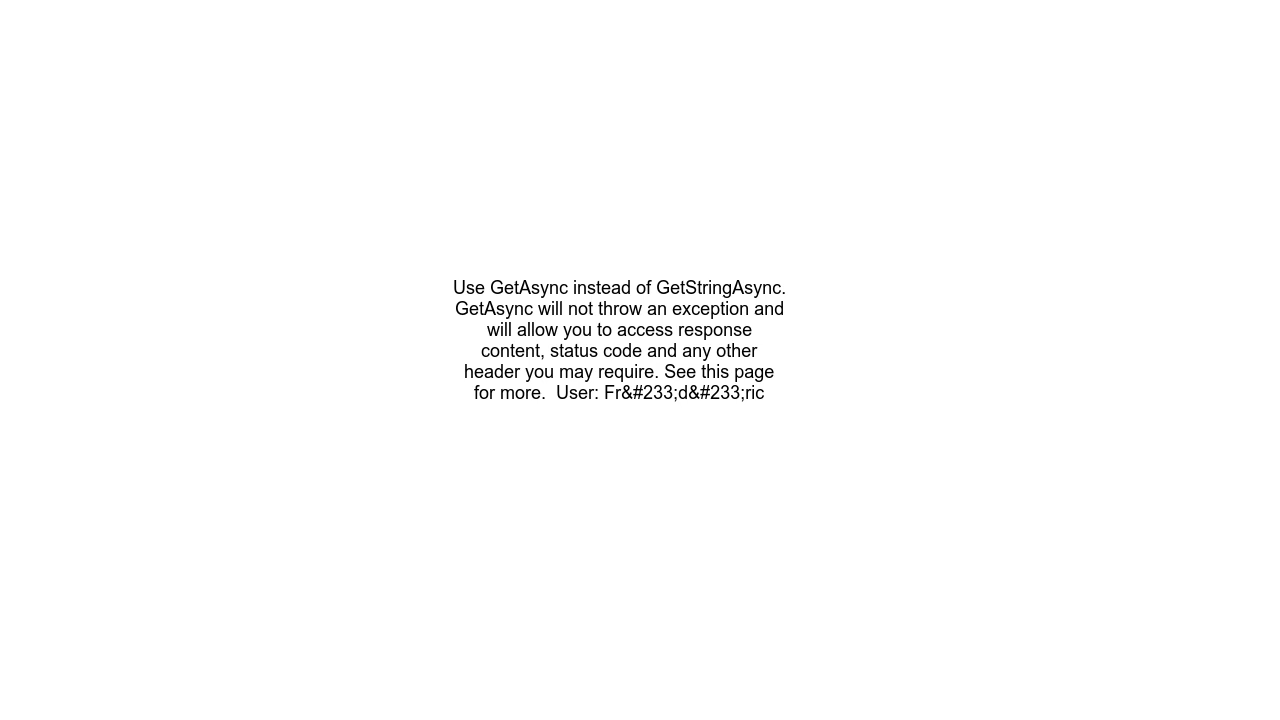 Use GetAsync instead of GetStringAsync.
GetAsync will not throw an exception and
will allow you to access response
content, status code and any other
header you may require. See this page
for more.  User: Fr&#233;d&#233;ric